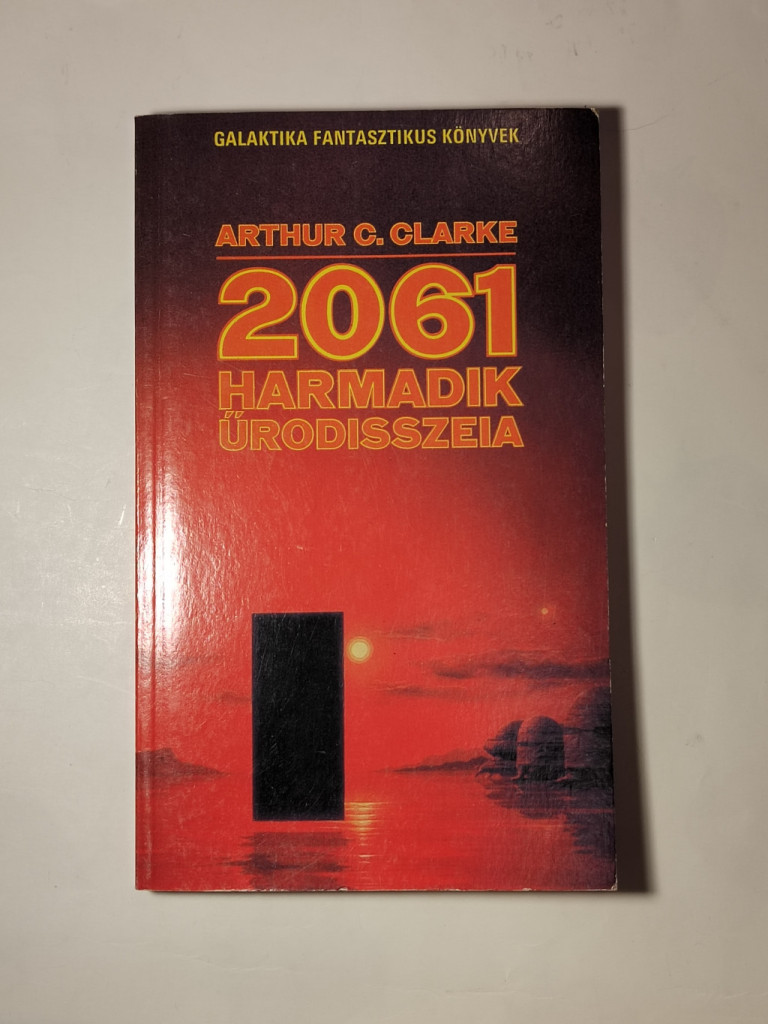 GALAKTIKA FANTASZTIKUS KÖNYVEK
ARTHUR C. CLARKE
2061
HARMADIK
ŰRODISSZEIA